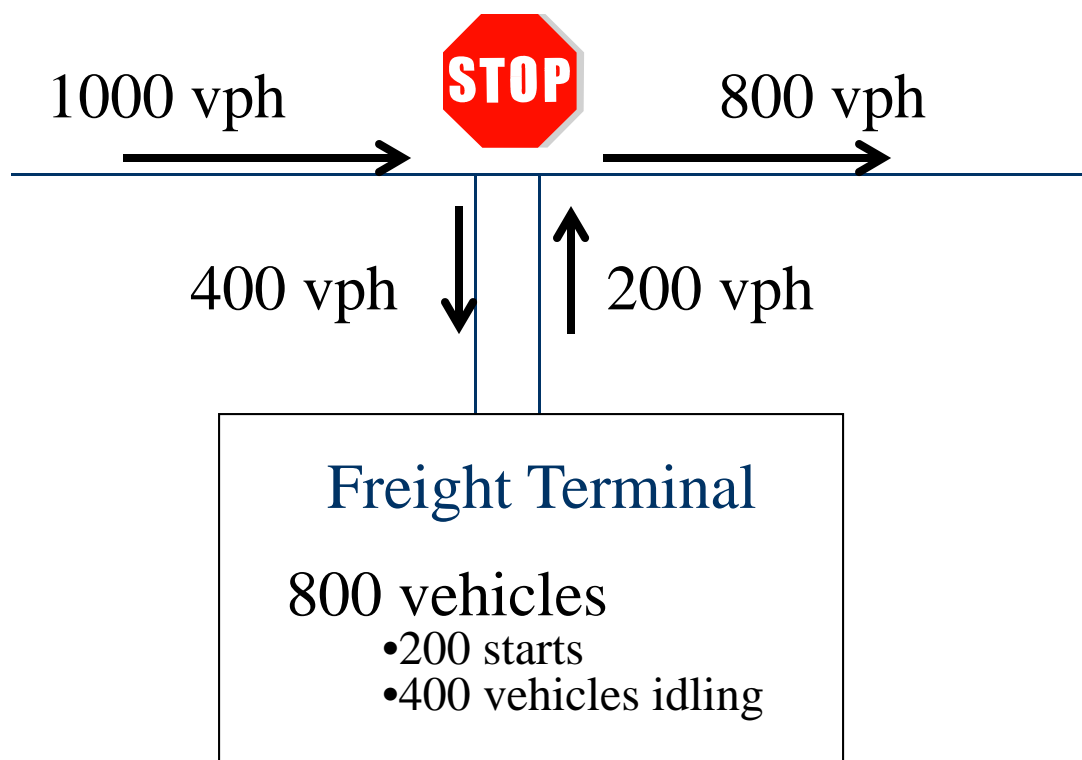 1000 vph
STOP
800 vph
400 vph
200 vph
Freight Terminal
800 vehicles
•200 starts
•400 vehicles idling